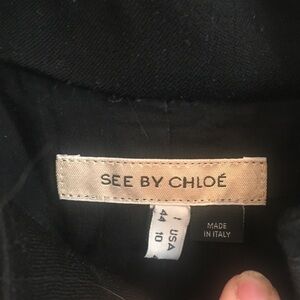 SEE BY CHLOÉ
I 44
USA 10
MADE
IN ITALY